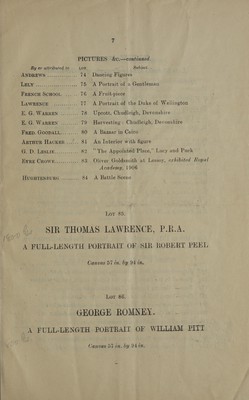 7
PICTURES &c.—continued.
By or attributed to LOT. Subject
ANDREWS 74 Dancing Figures
LELY 75 A Portrait of a Gentleman
FRENCH SCHOOL 76 A Fruit-piece
LAWRENCE 77 A Portrait of the Duke of Wellington
E. G. WARREN 78 Upcott, Chudleigh, Devonshire
E. G. WARREN 79 Harvesting: Chudleigh, Devonshire
FRED. GOODALL 80 A Bazaar in Cairo
ARTHUR HACKER 81 An Interior with figure
G. D. LESLIE 82 "The Appointed Place," Lucy and Puck
EYRE CROWE 83 Oliver Goldsmith at Lissoy, exhibited Royal
Academy, 1906
HUGHTENBURG 84 A Battle Scene
LOT 85.
SIR THOMAS LAWRENCE, P.R.A.
A FULL-LENGTH PORTRAIT OF SIR ROBERT PEEL
Canvas 57 in. by 94 in.
LOT 86.
GEORGE ROMNEY.
A FULL-LENGTH PORTRAIT OF WILLIAM PITT
Canvas 57 in. by 94 in.